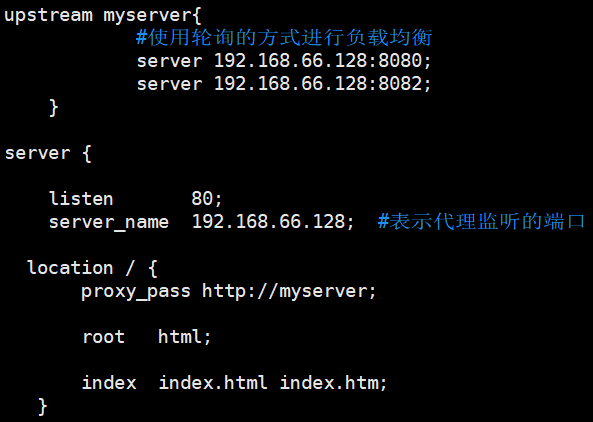 upstream myserver{
#使用轮询的方式进行负载均衡
server 192.168.66.128:8080;
server 192.168.66.128:8082;
}
server {
listen 80;
server_name 192.168.66.128; #表示代理监听的端口
location / {
proxy_pass http://myserver;
root html;
index index.html index.htm;
}